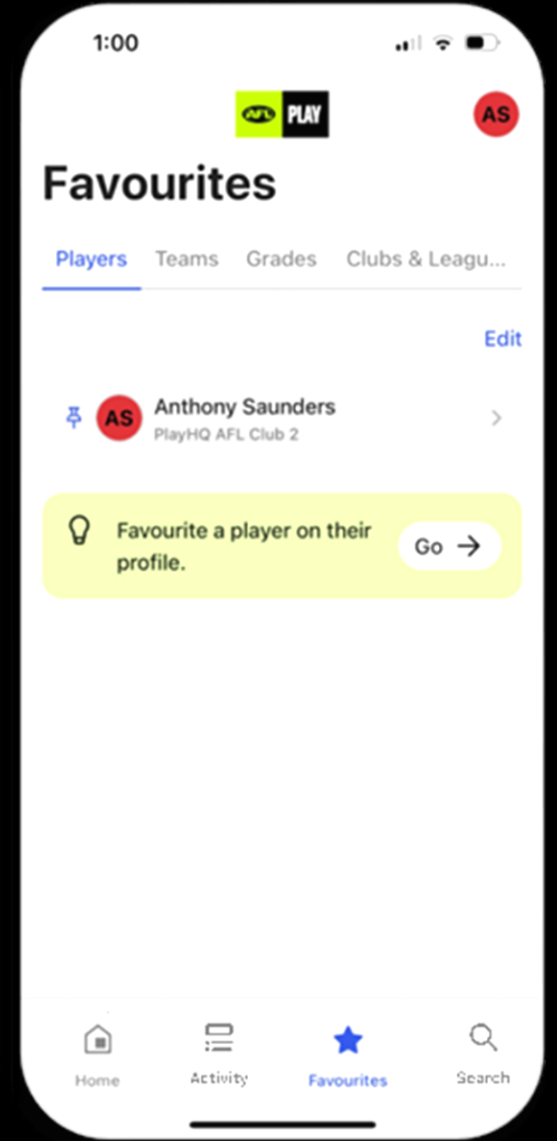 1:00
AFL PLAY
AS
Favourites
Players Teams Grades Clubs & Leagu...
Edit
AS
Anthony Saunders
PlayHQ AFL Club 2
Favourite a player on their
profile.
Go
Home Activity Favourites Search